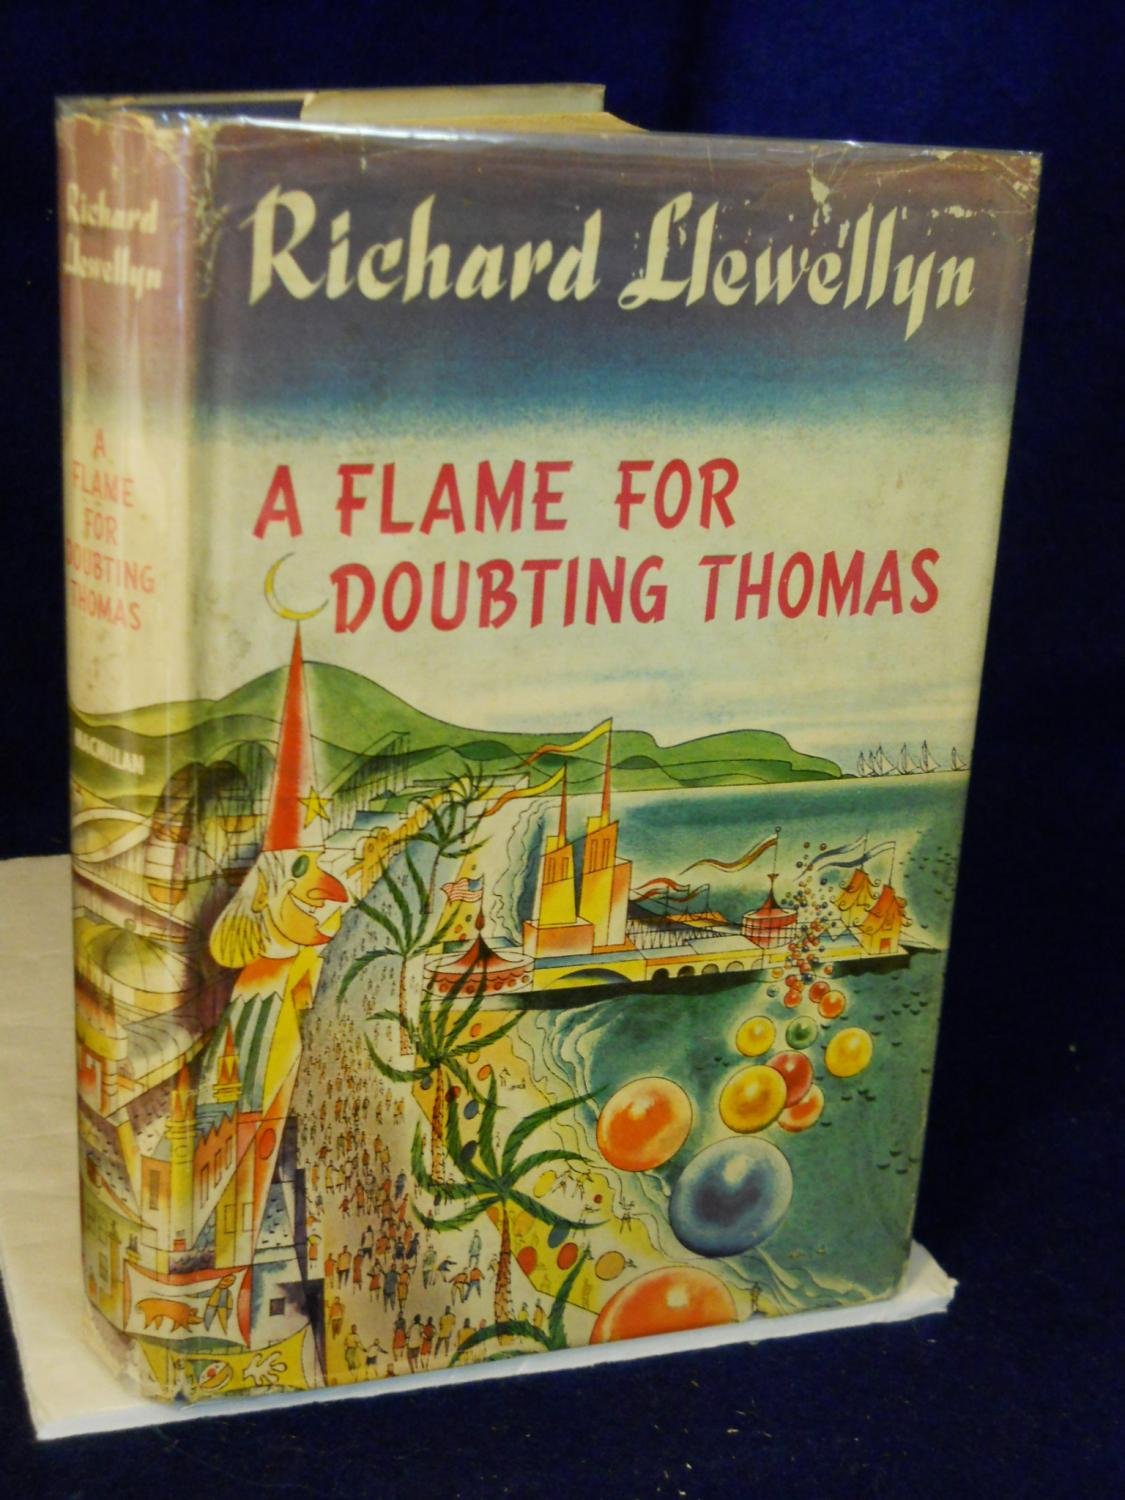 Richard
Llewellyn
A
FLAME
FOR
DOUBTING
THOMAS
MACMILLAN
Richard Llewellyn
A FLAME FOR
DOUBTING THOMAS